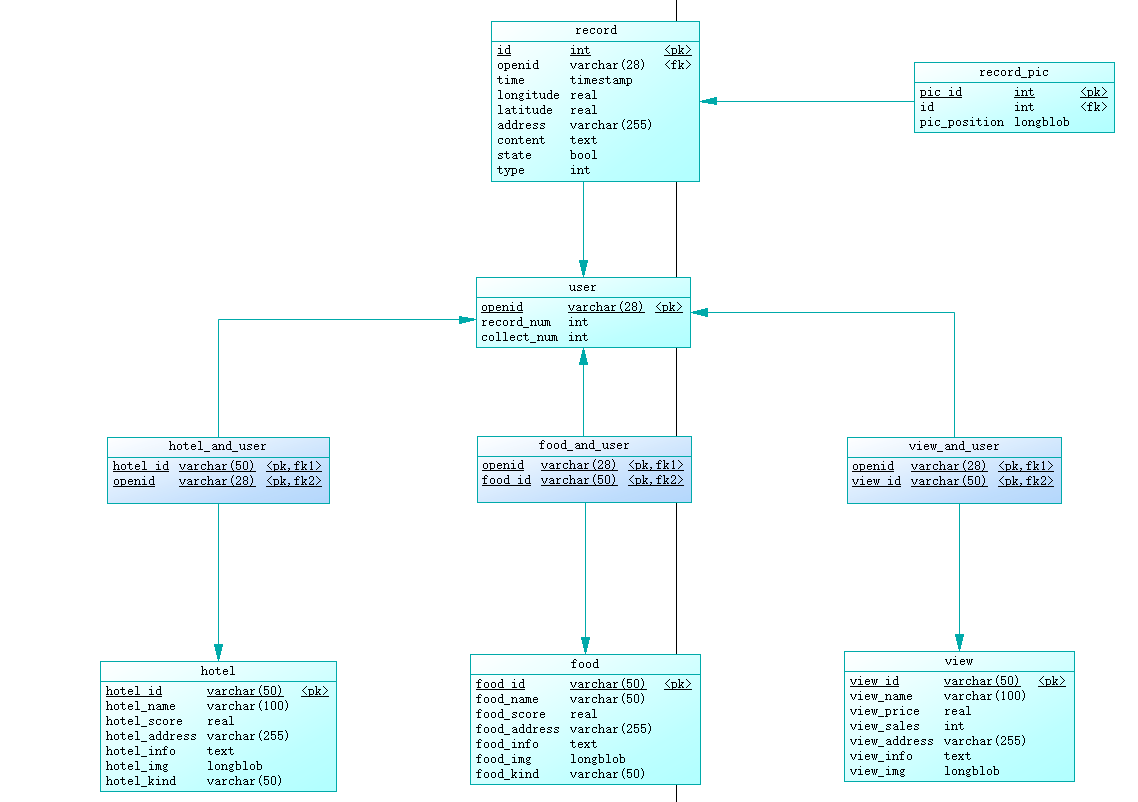 record
id int <pk>
openid varchar(28) <fk>
time timestamp
longitude real
latitude real
address varchar(255)
content text
state bool
type int
record_pic
pic_id int <pk>
id int <fk>
pic_position longblob
user
openid varchar(28) <pk>
record_num int
collect_num int
hotel_and_user
hotel_id varchar(50) <pk,fk1>
openid varchar(28) <pk,fk2>
food_and_user
openid varchar(28) <pk,fk1>
food_id varchar(50) <pk,fk2>
view_and_user
openid varchar(28) <pk,fk1>
view_id varchar(50) <pk,fk2>
hotel
hotel_id varchar(50) <pk>
hotel_name varchar(100)
hotel_score real
hotel_address varchar(255)
hotel_info text
hotel_img longblob
hotel_kind varchar(50)
food
food_id varchar(50) <pk>
food_name varchar(50)
food_score real
food_address varchar(255)
food_info text
food_img longblob
food_kind varchar(50)
view
view_id varchar(50) <pk>
view_name varchar(100)
view_price real
view_sales int
view_address varchar(255)
view_info text
view_img longblob